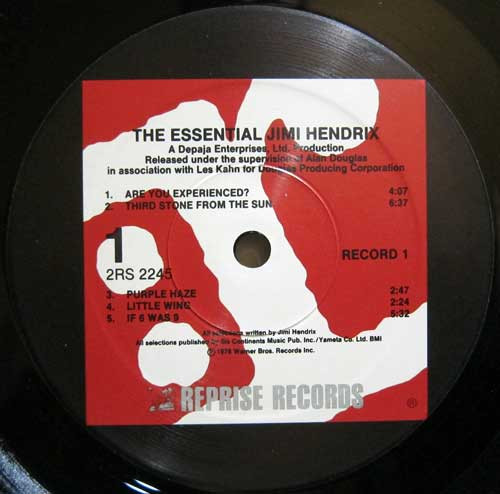 THE ESSENTIAL JIMI HENDRIX
A Depaja Enterprises, Ltd. Production
Released under the supervision of Alan Douglas
in association with Les Kahn for Douglas Producing Corporation
1. ARE YOU EXPERIENCED? 4:07
2. THIRD STONE FROM THE SUN 6:37
1
2RS 2245
RECORD 1
3. PURPLE HAZE 2:47
4. LITTLE WING 2:24
5. IF 6 WAS 9 5:32
All selections written by Jimi Hendrix
All selections published by Six Continents Music Pub. Inc./Yameta Co. Ltd. BMI
℗ 1978 Warner Bros. Records Inc.
REPRISE RECORDS ®